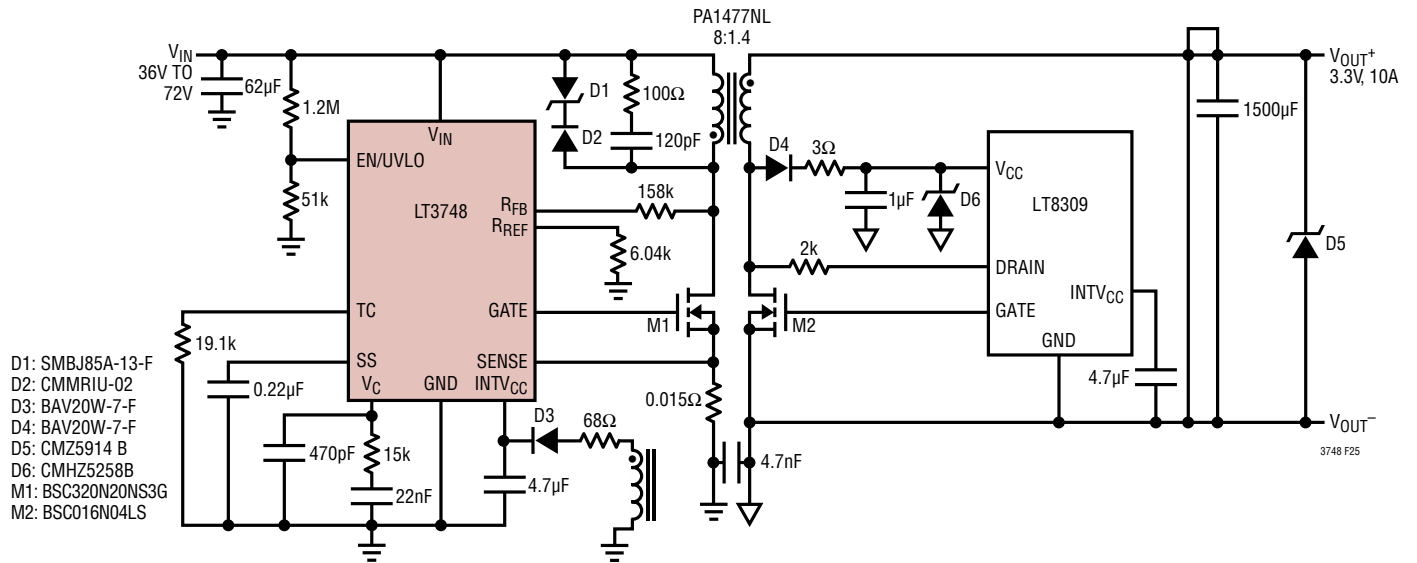 PA1477NL
8:1.4
VIN
36V TO
72V
62µF
1.2M
51k
VIN
EN/UVLO
LT3748
RFB
RREF
TC
GATE
SS
VC
GND
SENSE
INTVCC
D1
D2
100Ω
120pF
158k
6.04k
M1
M2
0.015Ω
4.7nF
19.1k
0.22µF
470pF
15k
22nF
4.7µF
D3
68Ω
D4
3Ω
1µF
D6
2k
VCC
LT8309
DRAIN
GATE
INTVCC
GND
4.7µF
1500µF
D5
VOUT+
3.3V, 10A
VOUT–
3748 F25
D1: SMBJ85A-13-F
D2: CMMRIU-02
D3: BAV20W-7-F
D4: BAV20W-7-F
D5: CMZ5914 B
D6: CMHZ5258B
M1: BSC320N20NS3G
M2: BSC016N04LS